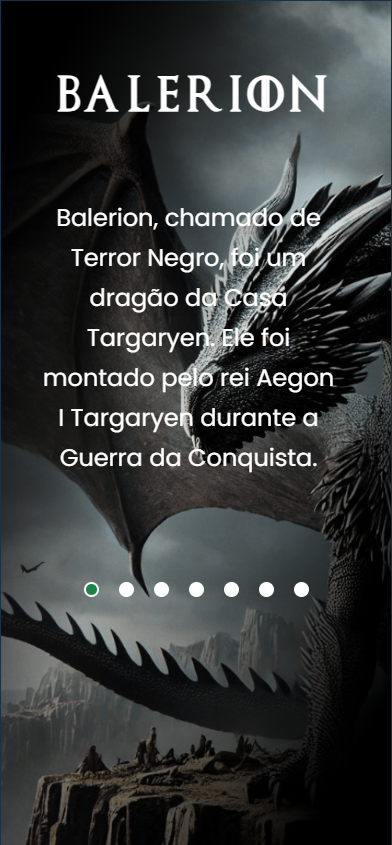 BALERION
Balerion, chamado de
Terror Negro, foi um
dragão da Casa
Targaryen. Ele foi
montado pelo rei Aegon
I Targaryen durante a
Guerra da Conquista.